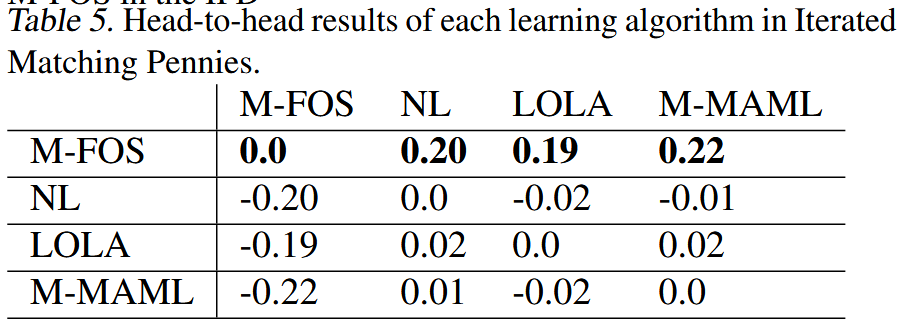 Table 5. Head-to-head results of each learning algorithm in Iterated
Matching Pennies.
M-FOS NL LOLA M-MAML
M-FOS 0.0 0.20 0.19 0.22
NL -0.20 0.0 -0.02 -0.01
LOLA -0.19 0.02 0.0 0.02
M-MAML -0.22 0.01 -0.02 0.0